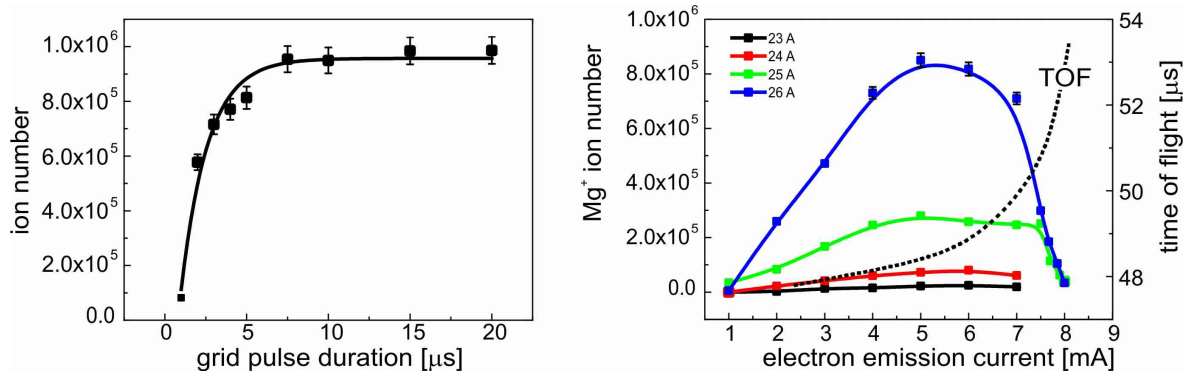 1.0x10⁶
8.0x10⁵
6.0x10⁵
4.0x10⁵
2.0x10⁵
0.0
ion number
0 5 10 15 20
grid pulse duration [μs]
1.0x10⁶
8.0x10⁵
6.0x10⁵
4.0x10⁵
2.0x10⁵
0.0
Mg⁺ ion number
23 A
24 A
25 A
26 A
TOF
54
52
50
48
time of flight [μs]
1 2 3 4 5 6 7 8 9
electron emission current [mA]